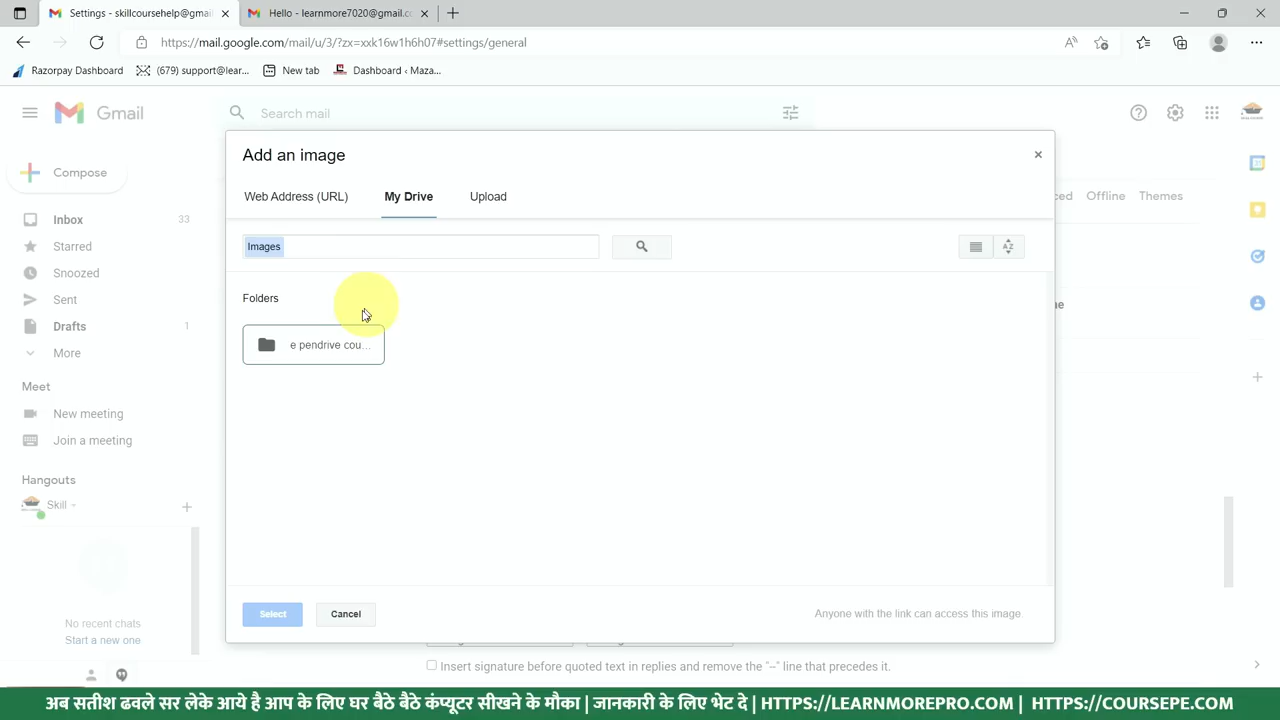 Settings - skillcoursehelp@gmai
Hello - learnmore7020@gmail.cc
https://mail.google.com/mail/u/3/?zx=xxk16w1h6h07#settings/general
Razorpay Dashboard
(679) support@lear...
New tab
Dashboard ‹ Maza...
Gmail
Search mail
Compose
Inbox 33
Starred
Snoozed
Sent
Drafts 1
More
Meet
New meeting
Join a meeting
Hangouts
Skill
No recent chats
Start a new one
ced Offline Themes
Add an image
Web Address (URL) My Drive Upload
Images
Folders
e pendrive cou...
Select Cancel
Anyone with the link can access this image
Insert signature before quoted text in replies and remove the "--" line that precedes it.
अब सतीश ढवले सर लेके आये है आप के लिए घर बैठे बैठे कंप्यूटर सीखने के मौका | जानकारी के लिए भेट दे | HTTPS://LEARNMOREPRO.COM | HTTPS://COURSEPE.COM